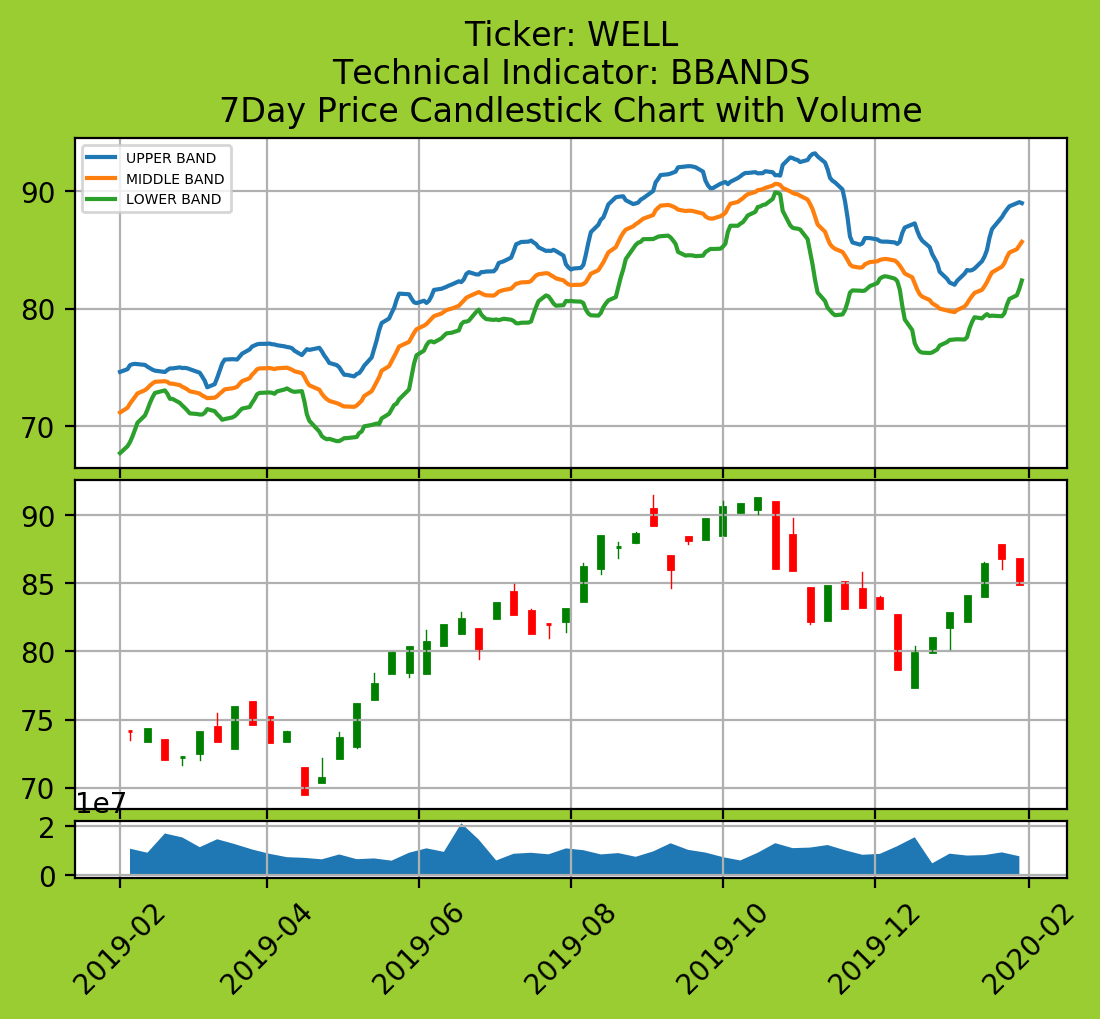 Ticker: WELL
Technical Indicator: BBANDS
7Day Price Candlestick Chart with Volume
UPPER BAND
MIDDLE BAND
LOWER BAND
90
80
70
90
85
80
75
70
1e7
2
0
2019-02
2019-04
2019-06
2019-08
2019-10
2019-12
2020-02